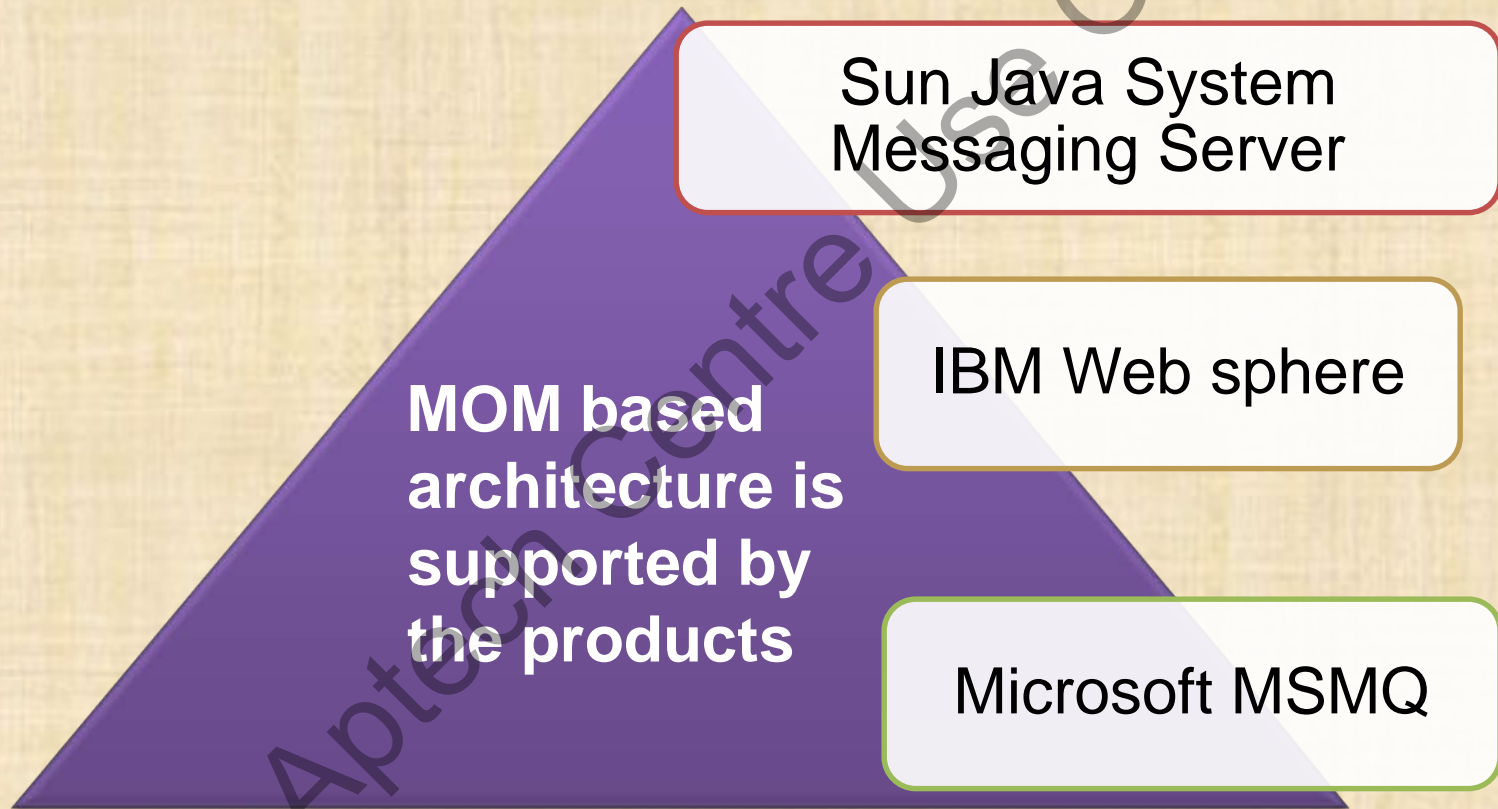 Sun Java System
Messaging Server
IBM Web sphere
MOM based
architecture is
supported by
the products
Microsoft MSMQ
Aptech Centre Use